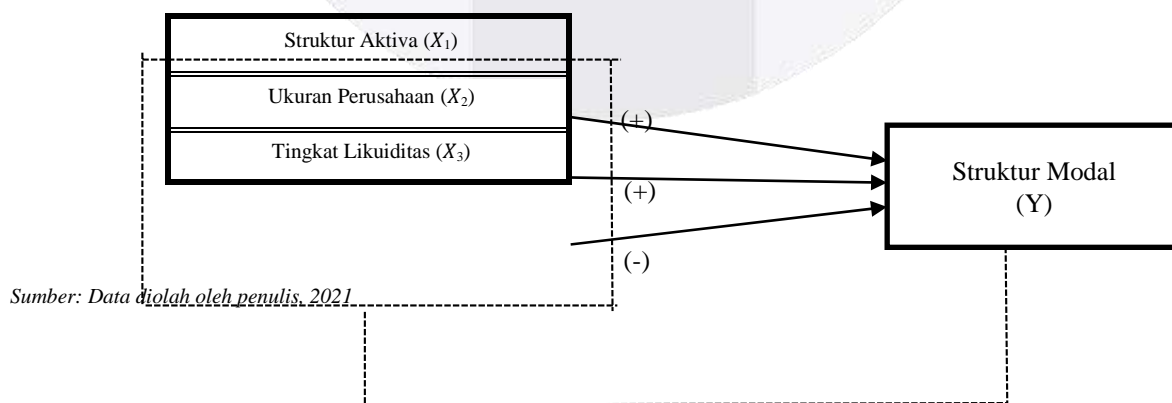 Struktur Aktiva (X₁)
Ukuran Perusahaan (X₂)
Tingkat Likuiditas (X₃)
(+)
(+)
(-)
Struktur Modal
(Y)
Sumber: Data diolah oleh penulis, 2021